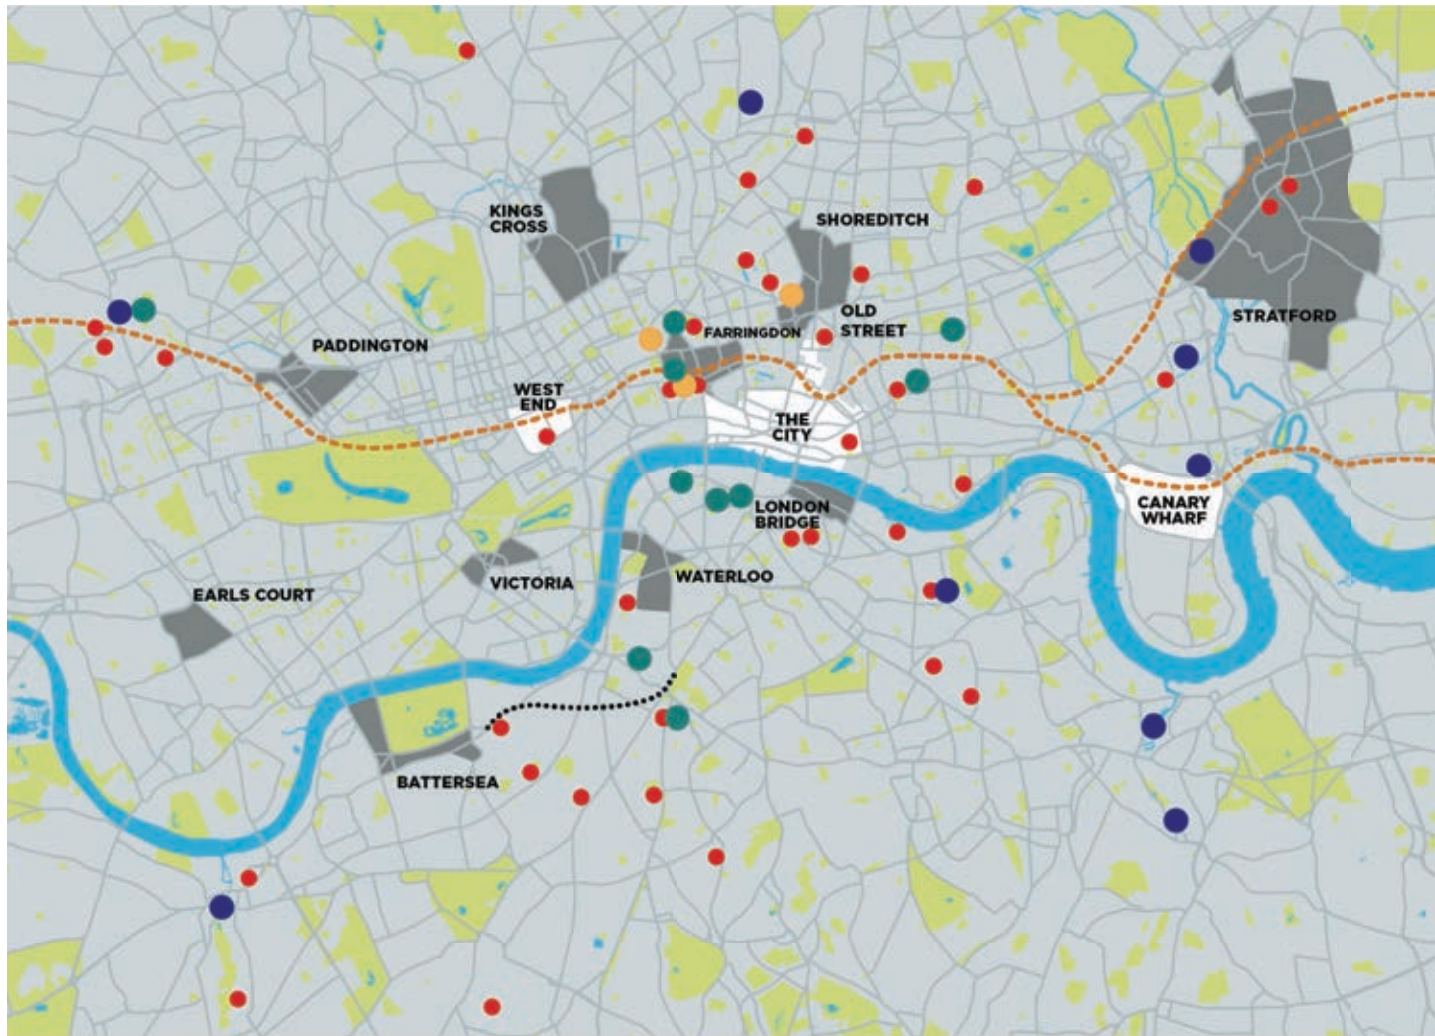 KINGS
CROSS
SHOREDITCH
OLD
STREET
FARRINGDON
STRATFORD
PADDINGTON
WEST
END
THE
CITY
LONDON
BRIDGE
CANARY
WHARF
WATERLOO
VICTORIA
EARLS COURT
BATTERSEA